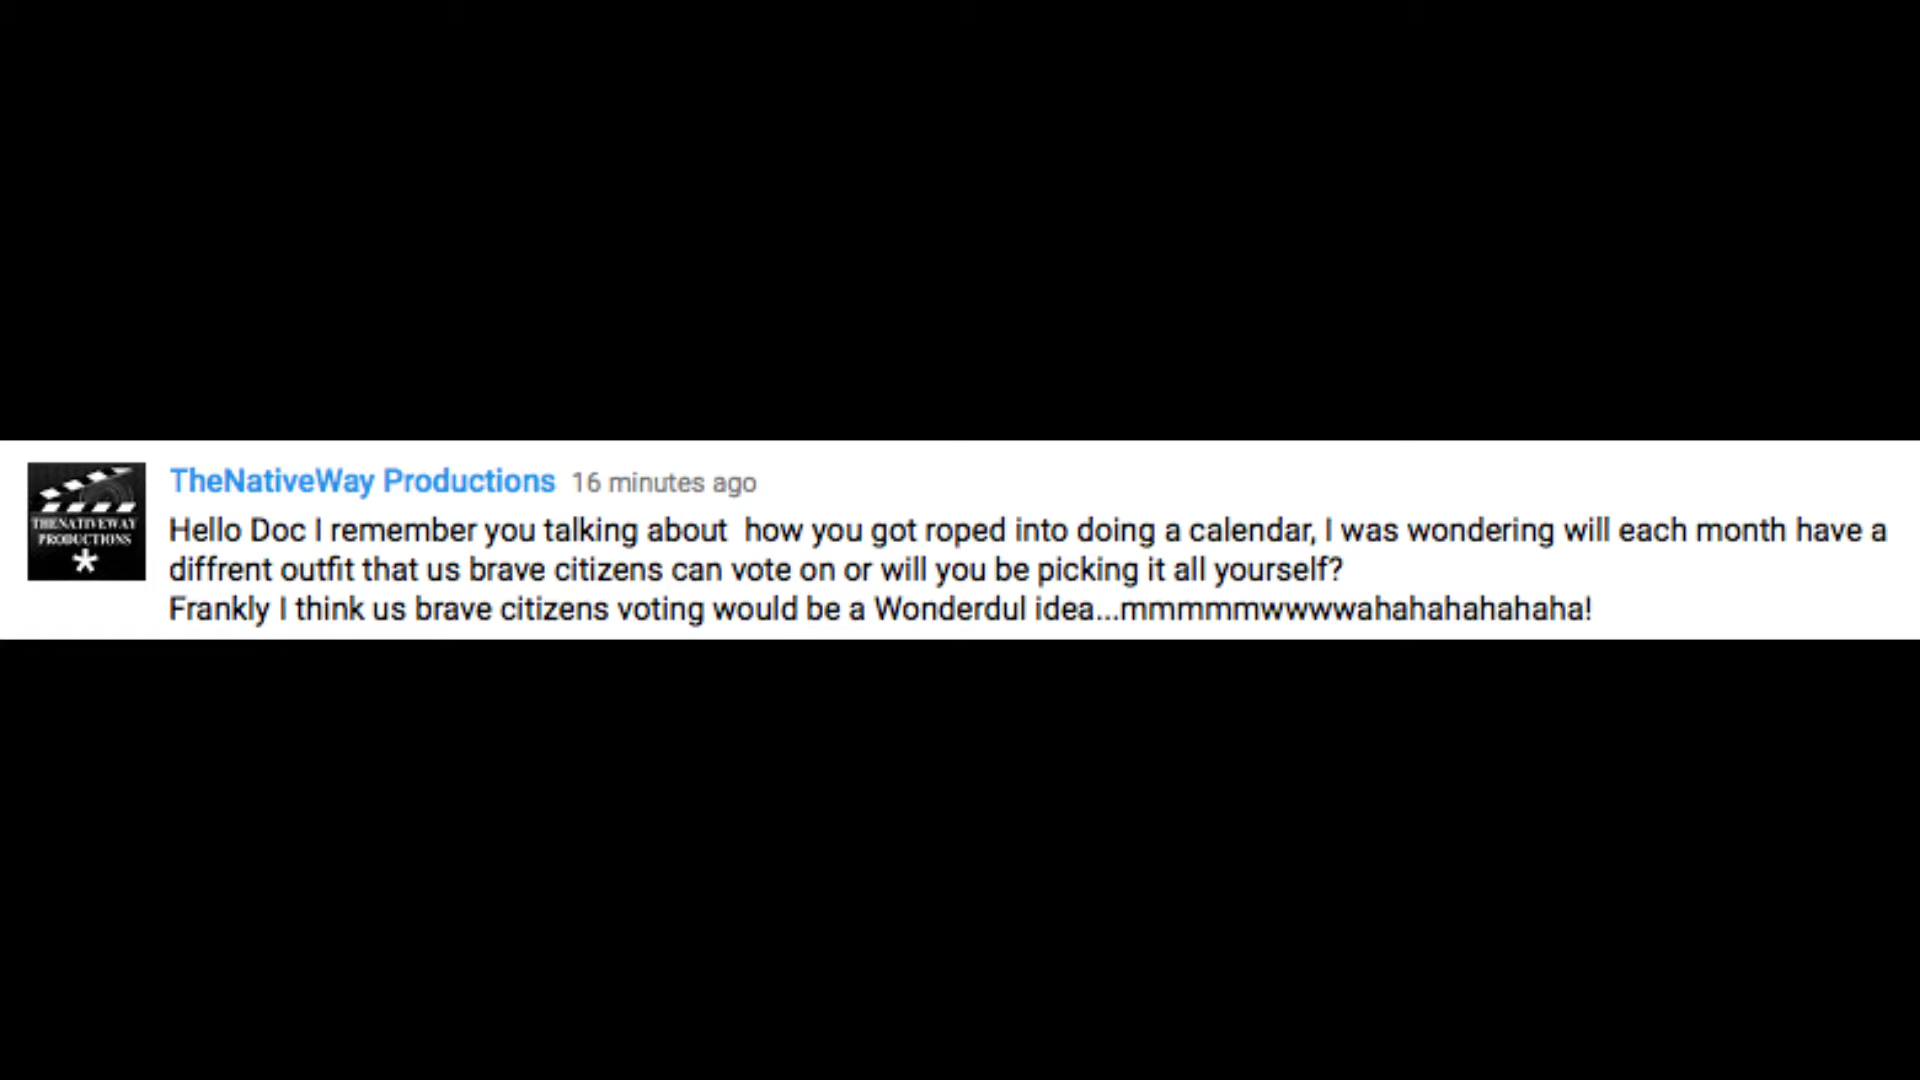 THENATIVEWAY
PRODUCTIONS
TheNativeWay Productions 16 minutes ago
Hello Doc I remember you talking about  how you got roped into doing a calendar, I was wondering will each month have a
diffrent outfit that us brave citizens can vote on or will you be picking it all yourself?
Frankly I think us brave citizens voting would be a Wonderdul idea...mmmmmwwwwahahahahahaha!